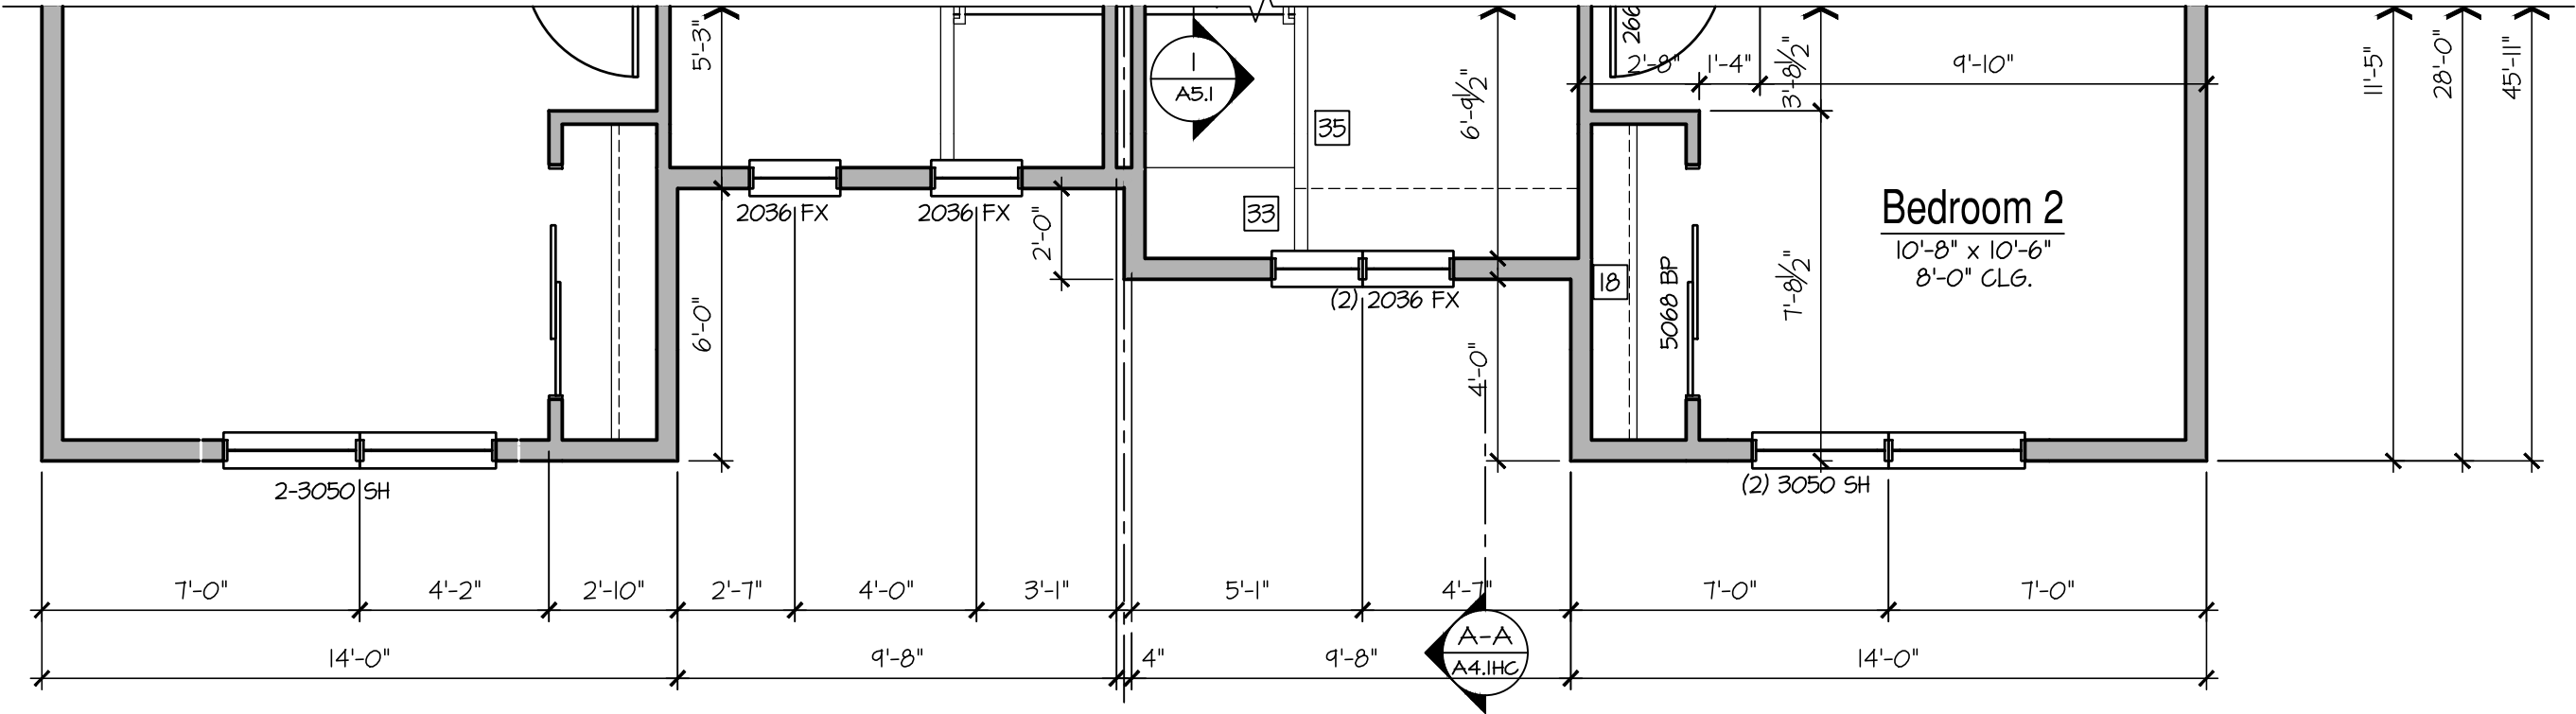 5'-3"
1
A5.1
35
6'-9½"
266
2'-8"
1'-4"
3'-8½"
9'-10"
11'-5"
28'-0"
45'-11"
2036 FX
2036 FX
2'-0"
33
Bedroom 2
10'-8" x 10'-6"
8'-0" CLG.
6'-0"
(2) 2036 FX
18
5068 BP
7'-8½"
4'-0"
2-3050 SH
(2) 3050 SH
7'-0"
4'-2"
2'-10"
2'-7"
4'-0"
3'-1"
5'-1"
4'-7"
7'-0"
7'-0"
A-A
A4.1HC
14'-0"
9'-8"
4"
9'-8"
14'-0"